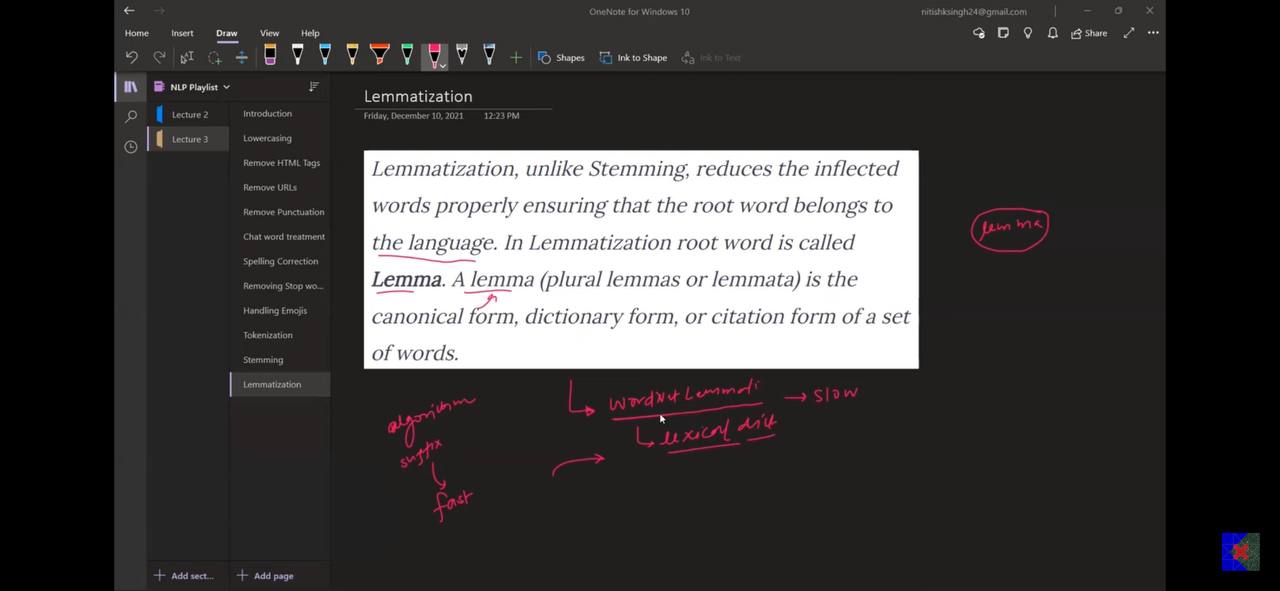 OneNote for Windows 10
nitishksingh24@gmail.com
Home Insert Draw View Help
Share
Shapes
Ink to Shape
Ink to Text
NLP Playlist
Lecture 2
Lecture 3
Introduction
Lowercasing
Remove HTML Tags
Remove URLs
Remove Punctuation
Chat word treatment
Spelling Correction
Removing Stop wo...
Handling Emojis
Tokenization
Stemming
Lemmatization
Add sect...
Add page
Lemmatization
Friday, December 10, 2021 12:23 PM
Lemmatization, unlike Stemming, reduces the inflected
words properly ensuring that the root word belongs to
the language. In Lemmatization root word is called
Lemma. A lemma (plural lemmas or lemmata) is the
canonical form, dictionary form, or citation form of a set
of words.
lemma
wordnet Lemmati → slow
lexical dict
algorithm
suffix
fast